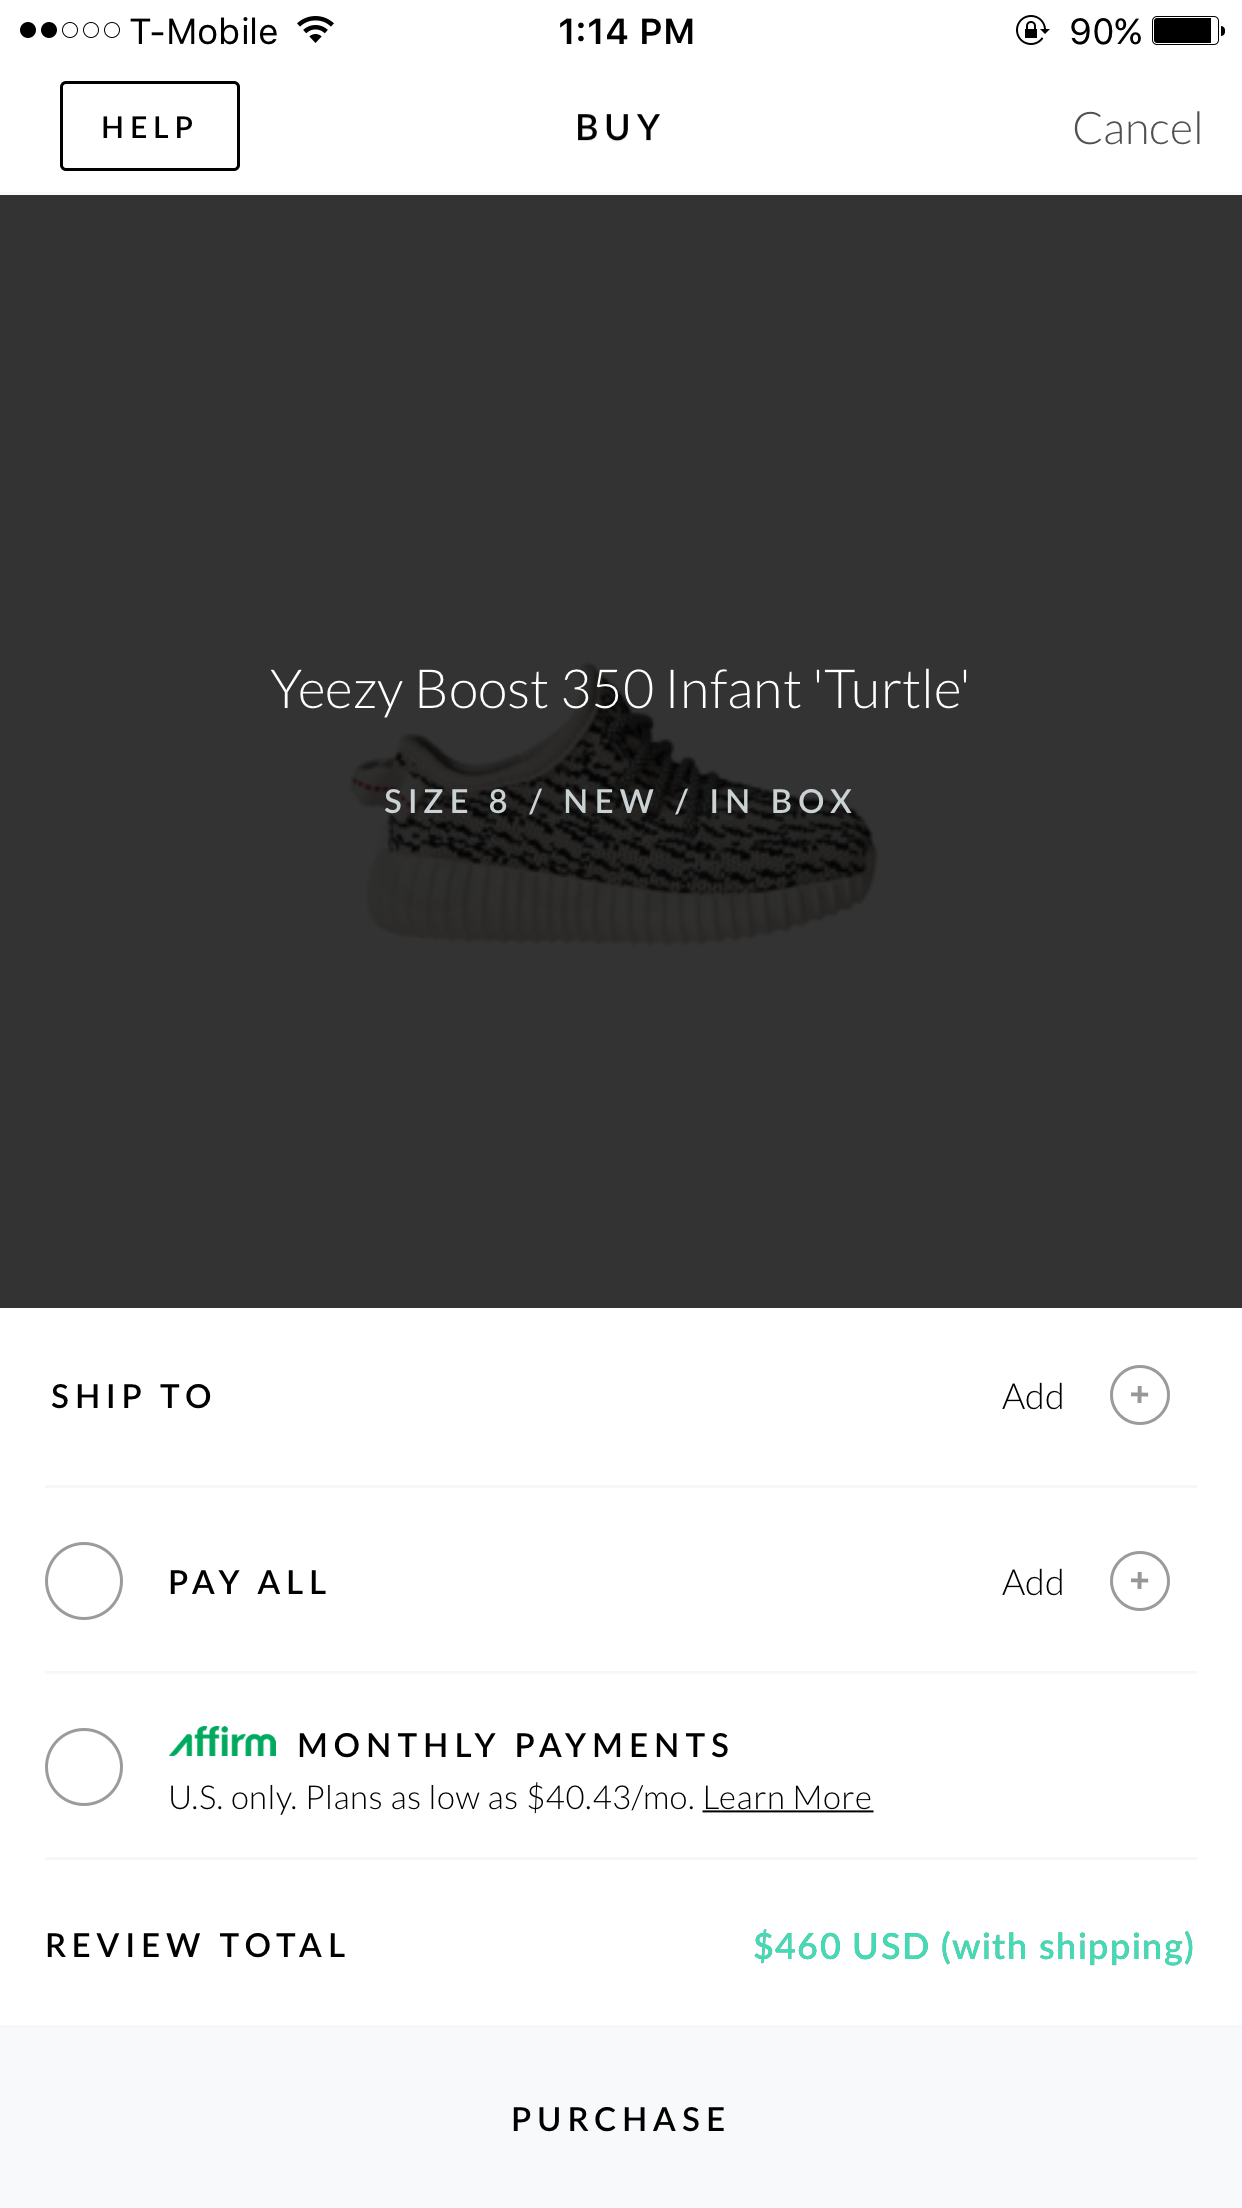 T-Mobile 1:14 PM 90%
HELP BUY Cancel
Yeezy Boost 350 Infant 'Turtle'
SIZE 8 / NEW / IN BOX
SHIP TO Add +
PAY ALL Add +
affirm MONTHLY PAYMENTS
U.S. only. Plans as low as $40.43/mo. Learn More
REVIEW TOTAL $460 USD (with shipping)
PURCHASE